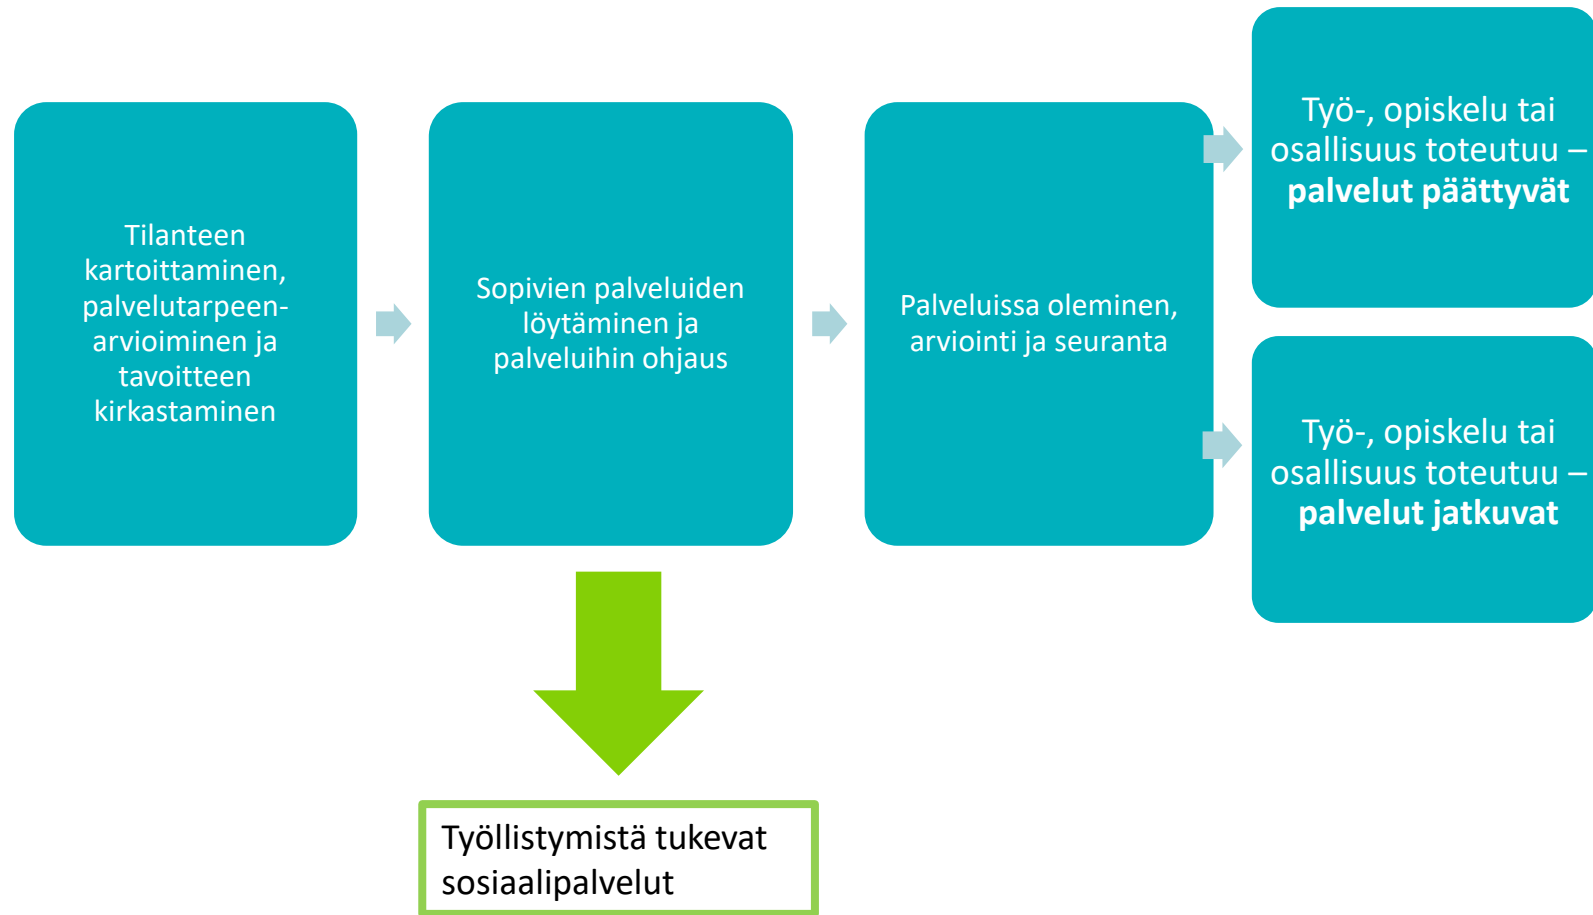 Tilanteen
kartoittaminen,
palvelutarpeen-
arvioiminen ja
tavoitteen
kirkastaminen
Sopivien palveluiden
löytäminen ja
palveluihin ohjaus
Palveluissa oleminen,
arviointi ja seuranta
Työ-, opiskelu tai
osallisuus toteutuu –
palvelut päättyvät
Työ-, opiskelu tai
osallisuus toteutuu –
palvelut jatkuvat
Työllistymistä tukevat
sosiaalipalvelut